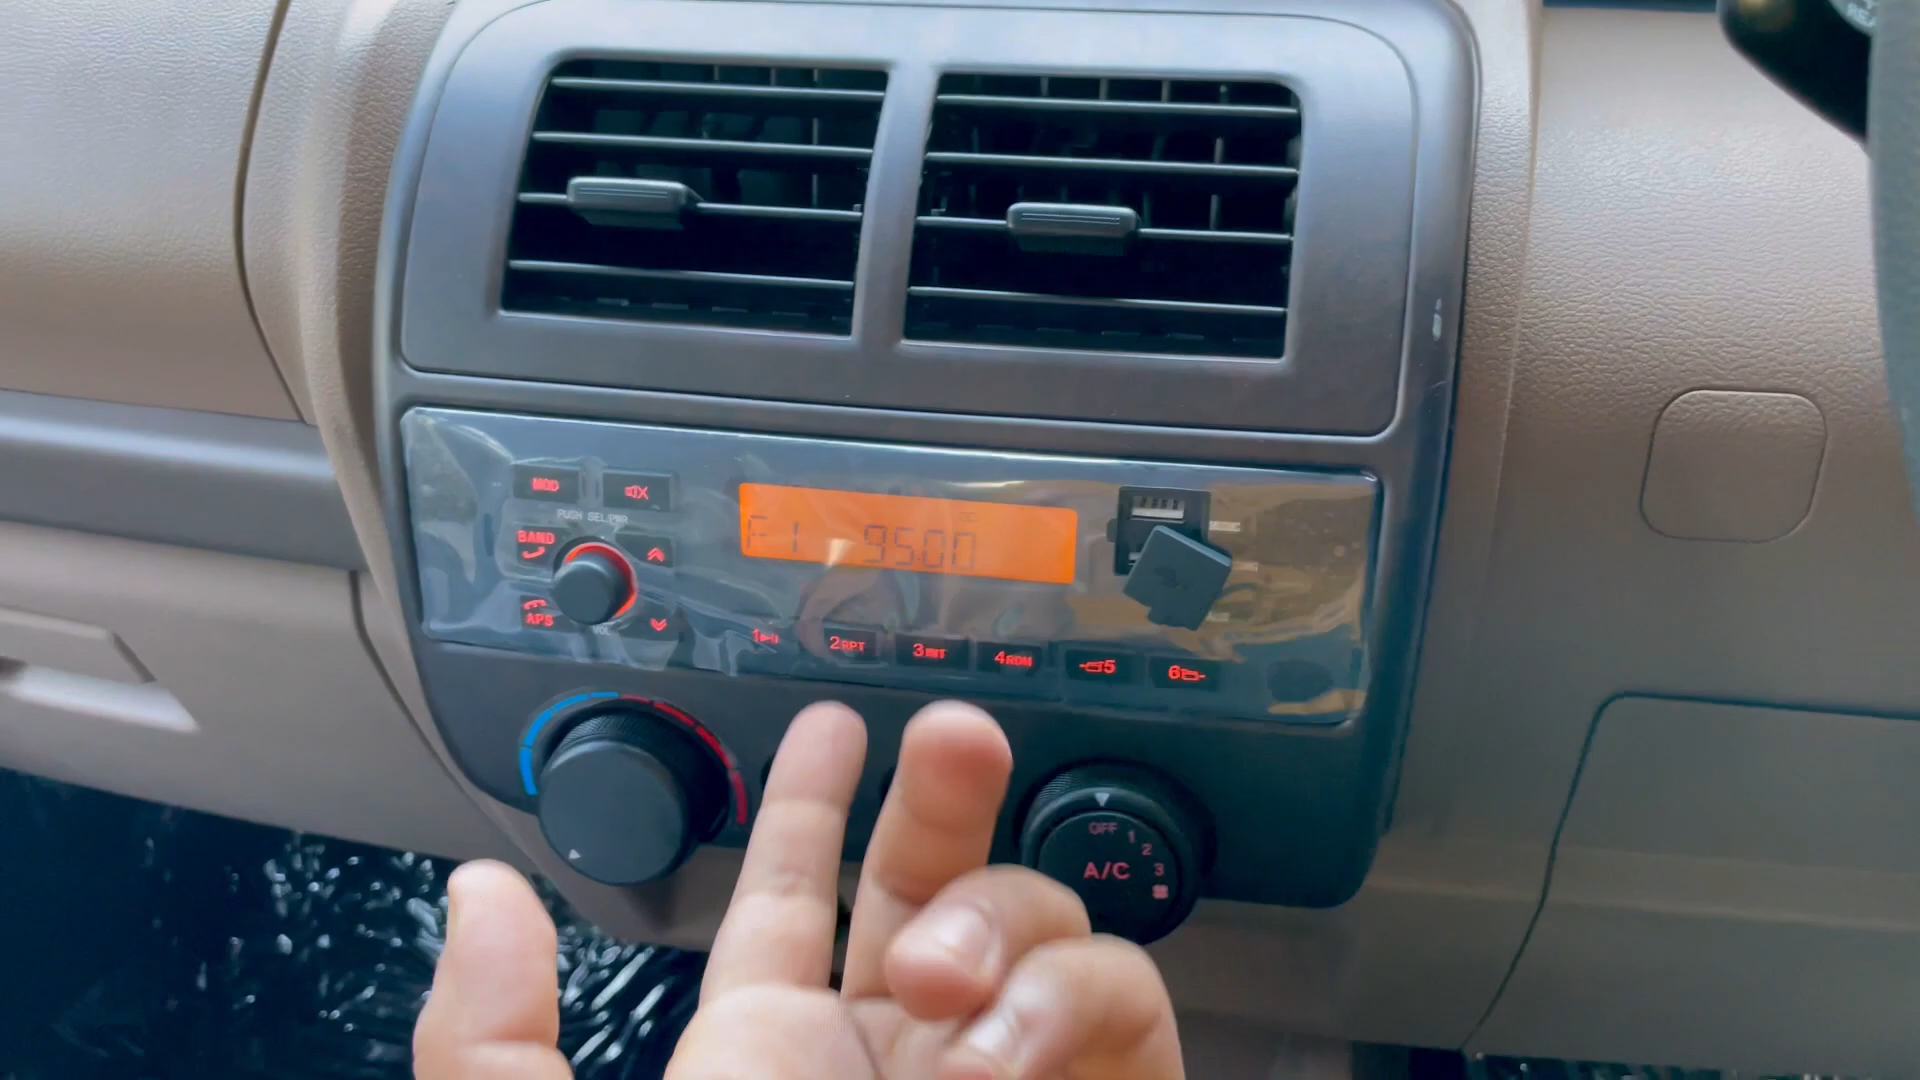 MOD
PUSH SEL/PWR
BAND
F1 95.00
APS
VOL
1
2RPT
3INT
4RDM
-5
6-
OFF
1
2
3
A/C